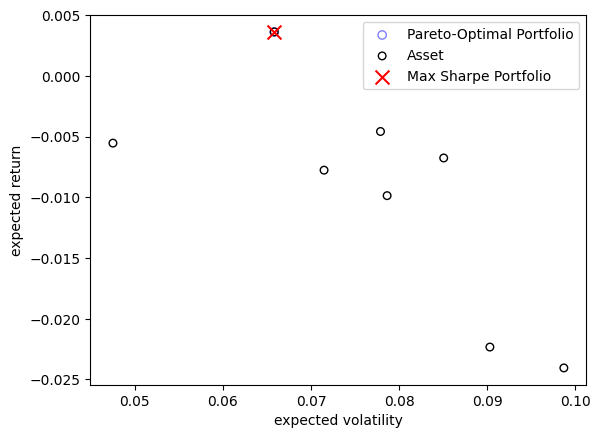 0.005
0.000
−0.005
−0.010
−0.015
−0.020
−0.025
expected return
Pareto-Optimal Portfolio
Asset
Max Sharpe Portfolio
0.05 0.06 0.07 0.08 0.09 0.10
expected volatility